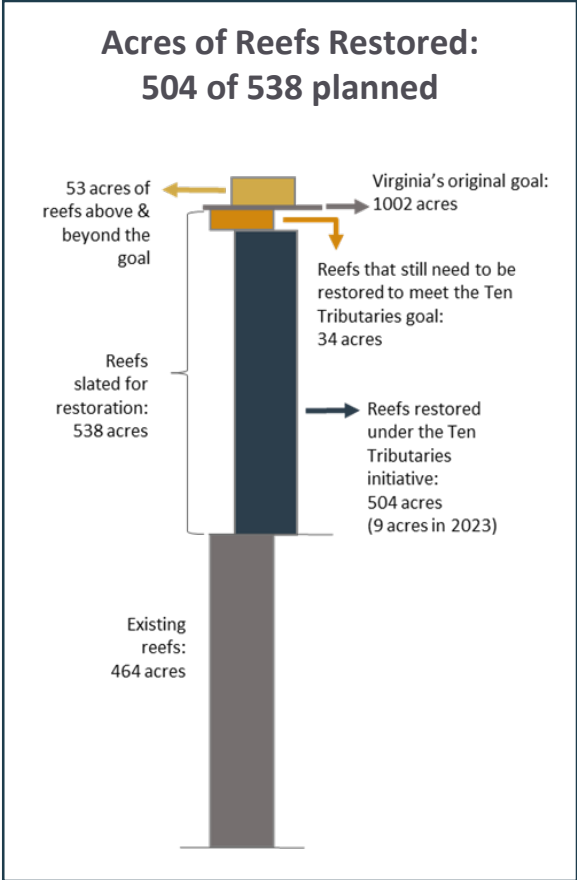 Acres of Reefs Restored:
504 of 538 planned
53 acres of
reefs above &
beyond the
goal
Virginia's original goal:
1002 acres
Reefs that still need to be
restored to meet the Ten
Tributaries goal:
34 acres
Reefs
slated for
restoration:
538 acres
Reefs restored
under the Ten
Tributaries
initiative:
504 acres
(9 acres in 2023)
Existing
reefs:
464 acres